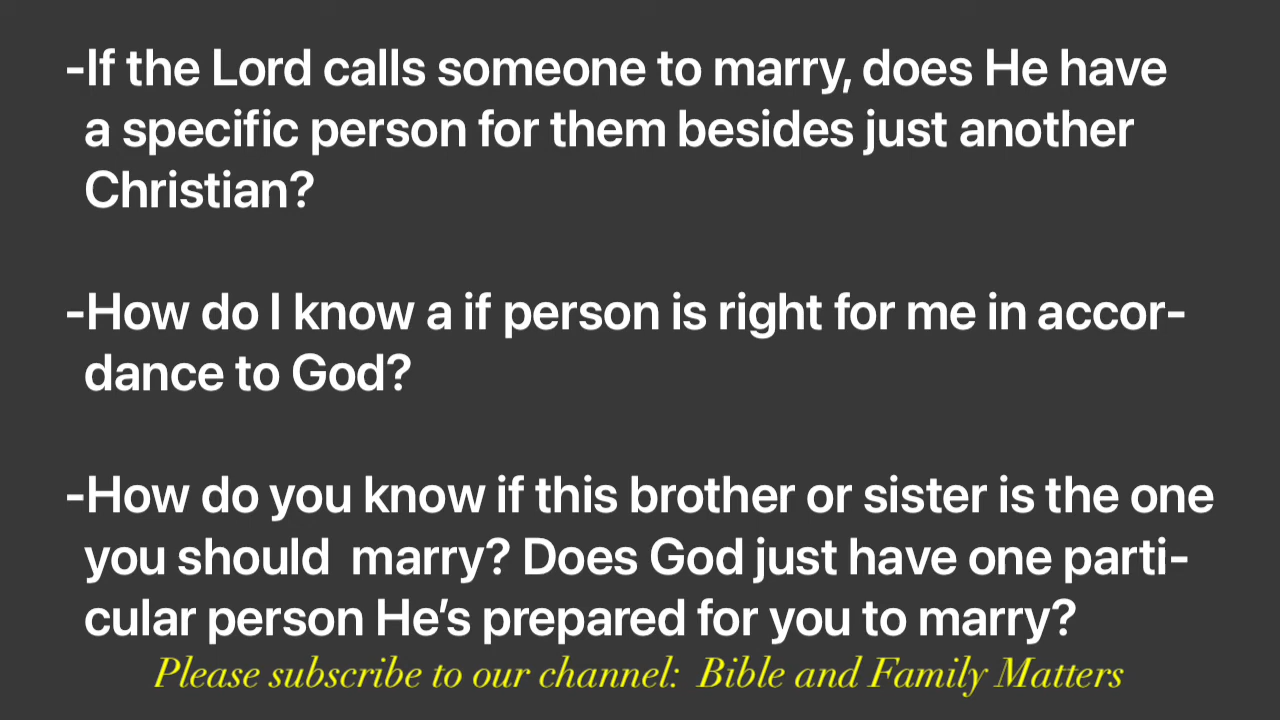 -If the Lord calls someone to marry, does He have
a specific person for them besides just another
Christian?
-How do I know a if person is right for me in accor-
dance to God?
-How do you know if this brother or sister is the one
you should  marry? Does God just have one parti-
cular person He’s prepared for you to marry?
Please subscribe to our channel:  Bible and Family Matters